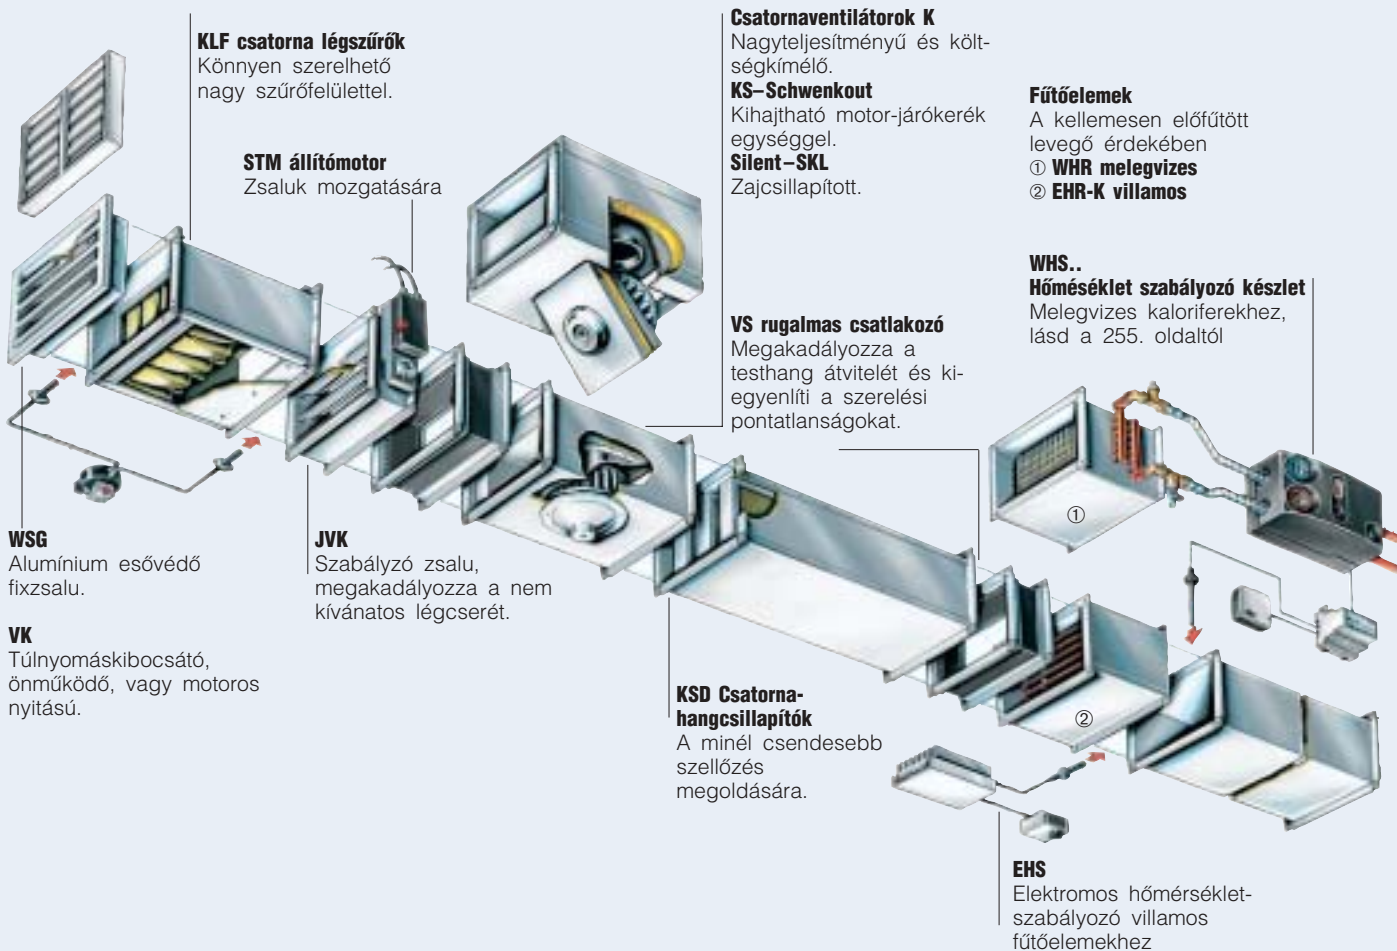 KLF csatorna légszűrők
Könnyen szerelhető
nagy szűrőfelülettel.
STM állítómotor
Zsaluk mozgatására
Csatornaventilátorok K
Nagyteljesítményű és költ-
ségkímélő.
KS–Schwenkout
Kihajtható motor-járókerék
egységgel.
Silent–SKL
Zajcsillapított.
Fűtőelemek
A kellemesen előfűtött
levegő érdekében
① WHR melegvizes
② EHR-K villamos
WHS..
Hőméséklet szabályozó készlet
Melegvizes kaloriferekhez,
lásd a 255. oldaltól
VS rugalmas csatlakozó
Megakadályozza a
testhang átvitelét és ki-
egyenlíti a szerelési
pontatlanságokat.
①
WSG
Alumínium esővédő
fixzsalu.
VK
Túlnyomáskibocsátó,
önműködő, vagy motoros
nyitású.
JVK
Szabályzó zsalu,
megakadályozza a nem
kívánatos légcserét.
KSD Csatorna-
hangcsillapítók
A minél csendesebb
szellőzés
megoldására.
②
EHS
Elektromos hőmérséklet-
szabályozó villamos
fűtőelemekhez